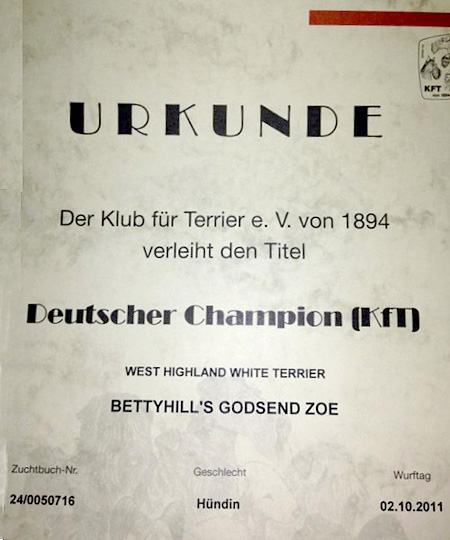 KFT
URKUNDE
Der Klub für Terrier e. V. von 1894
verleiht den Titel
Deutscher Champion (KfT)
WEST HIGHLAND WHITE TERRIER
BETTYHILL'S GODSEND ZOE
Zuchtbuch-Nr. Geschlecht Wurftag
24/0050716 Hündin 02.10.2011